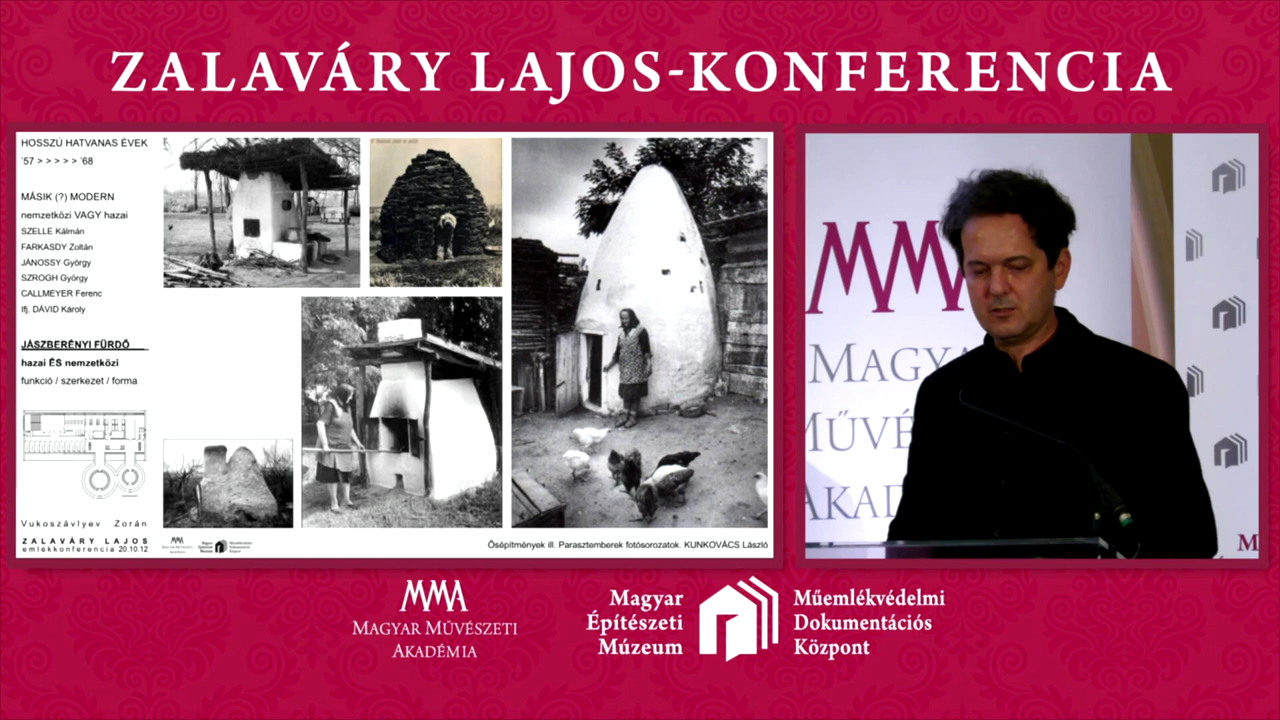 ZALAVÁRY LAJOS-KONFERENCIA
HOSSZÚ HATVANAS ÉVEK
'57 > > > > > '68
MÁSIK (?) MODERN
nemzetközi VAGY hazai
SZELLE Kálmán
FARKASDY Zoltán
JÁNOSSY György
SZROGH György
CALLMEYER Ferenc
Ifj. DÁVID Károly
JÁSZBERÉNYI FÜRDŐ
hazai ÉS nemzetközi
funkció / szerkezet / forma
Vukoszávlyev Zorán
ZALAVÁRY LAJOS
emlékkonferencia 20.10.12
Ősépítmények ill. Parasztemberek fotósorozatok. KUNKOVÁCS László
MMA
MAGYA
MŰVÉ
AKAD
M
MMA
MAGYAR MŰVÉSZETI
AKADÉMIA
Magyar
Építészeti
Múzeum
Műemlékvédelmi
Dokumentációs
Központ